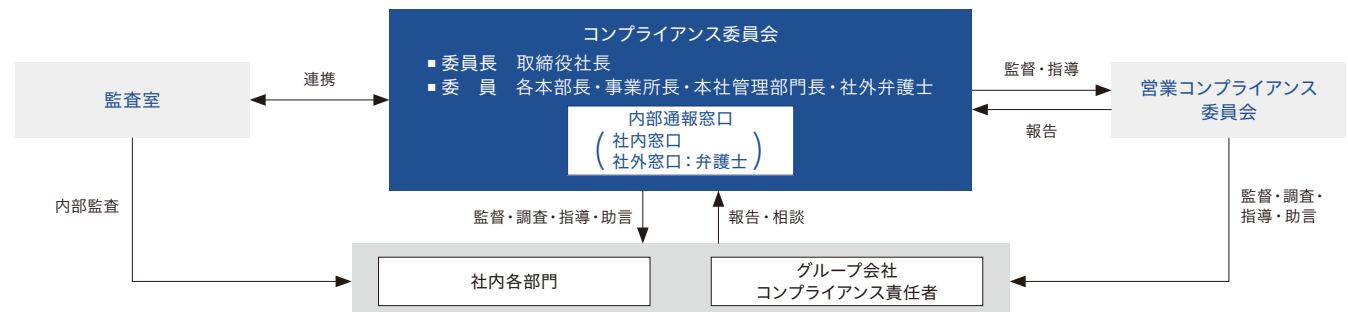 コンプライアンス委員会
■ 委員長 取締役社長
■ 委 員 各本部長・事業所長・本社管理部門長・社外弁護士
内部通報窓口
(社内窓口
社外窓口：弁護士)
監査室
連携
監督・指導
報告
営業コンプライアンス
委員会
内部監査
監督・調査・指導・助言
報告・相談
監督・調査・
指導・助言
社内各部門
グループ会社
コンプライアンス責任者